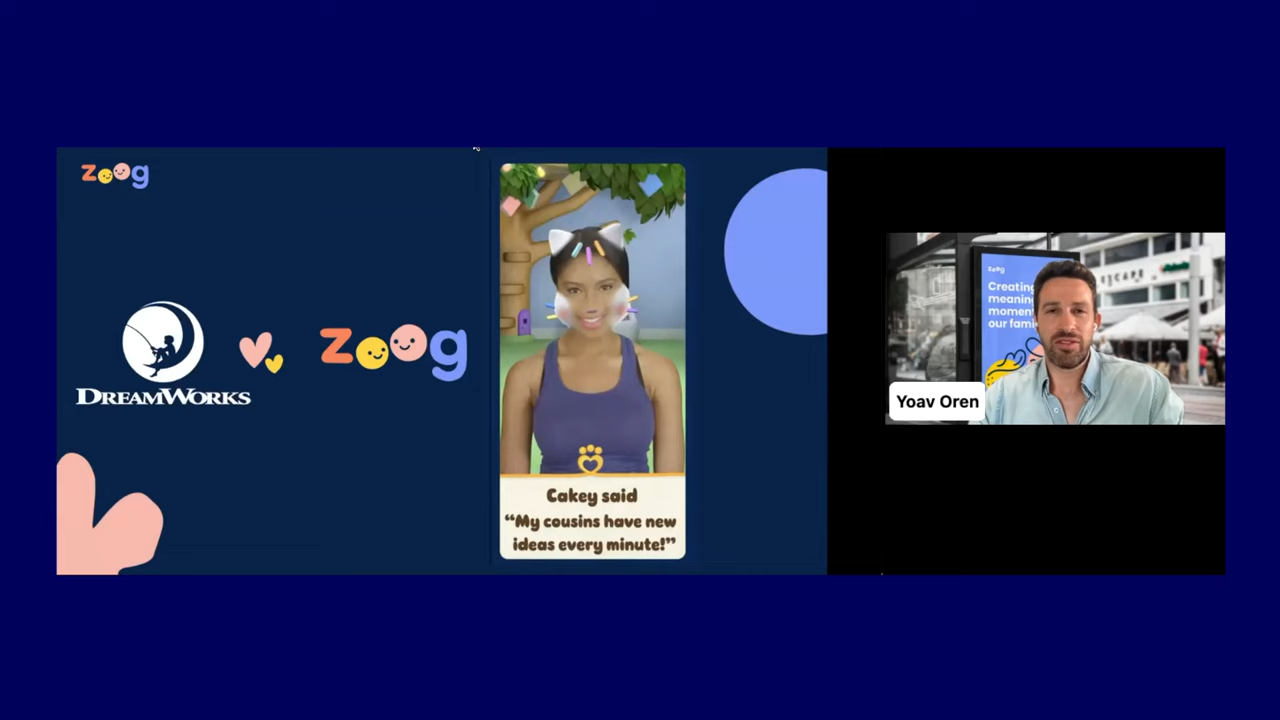 zoog
DREAMWORKS
zoog
Cakey said
“My cousins have new
ideas every minute!”
zoog
Creating
meaning
moment
our fami
Yoav Oren